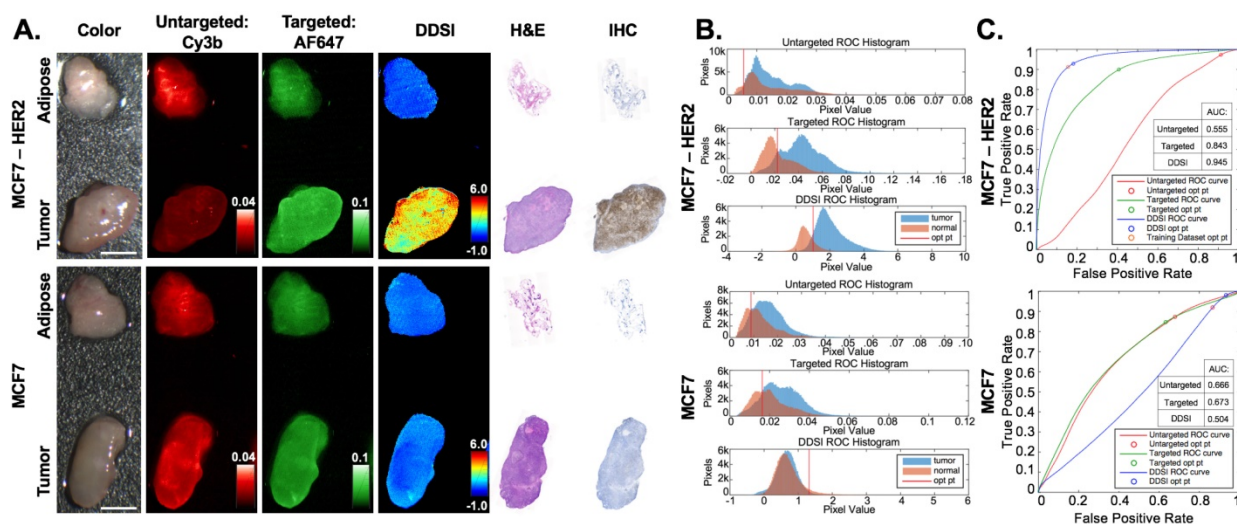 A.
Color
Untargeted:
Cy3b
Targeted:
AF647
DDSI
H&E
IHC
MCF7 – HER2
Adipose
Tumor
0.04
0.1
6.0
-1.0
MCF7
Adipose
Tumor
0.04
0.1
6.0
-1.0
B.
MCF7 – HER2
Untargeted ROC Histogram
Pixels
10k
5k
0
0 0.01 0.02 0.03 0.04 0.05 0.06 0.07 0.08
Pixel Value
Targeted ROC Histogram
Pixels
6k
4k
2k
0
-.02 0 .02 .04 .06 .08 .10 .12 .14 .16 .18
Pixel Value
DDSI ROC Histogram
Pixels
6k
4k
2k
0
-4 -2 0 2 4 6 8 10
Pixel Value
tumor
normal
opt pt
MCF7
Untargeted ROC Histogram
Pixels
6k
4k
2k
0
0 .01 .02 .03 .04 .05 .06 .07 .08 .09 .10
Pixel Value
Targeted ROC Histogram
Pixels
6k
4k
2k
0
0 0.02 0.04 0.06 0.08 0.1 0.12
Pixel Value
DDSI ROC Histogram
Pixels
6k
4k
2k
0
-1 0 1 2 3 4 5 6
Pixel Value
tumor
normal
opt pt
C.
MCF7 – HER2
True Positive Rate
1
0.9
0.8
0.7
0.6
0.5
0.4
0.3
0.2
0.1
0
0 0.2 0.4 0.6 0.8 1
False Positive Rate
AUC:
Untargeted 0.555
Targeted 0.843
DDSI 0.945
Untargeted ROC curve
Untargeted opt pt
Targeted ROC curve
Targeted opt pt
DDSI ROC curve
DDSI opt pt
Training Dataset opt pt
MCF7
True Positive Rate
1
0.9
0.8
0.7
0.6
0.5
0.4
0.3
0.2
0.1
0
0.2 0.4 0.6 0.8 1
False Positive Rate
AUC:
Untargeted 0.666
Targeted 0.673
DDSI 0.504
Untargeted ROC curve
Untargeted opt pt
Targeted ROC curve
Targeted opt pt
DDSI ROC curve
DDSI opt pt